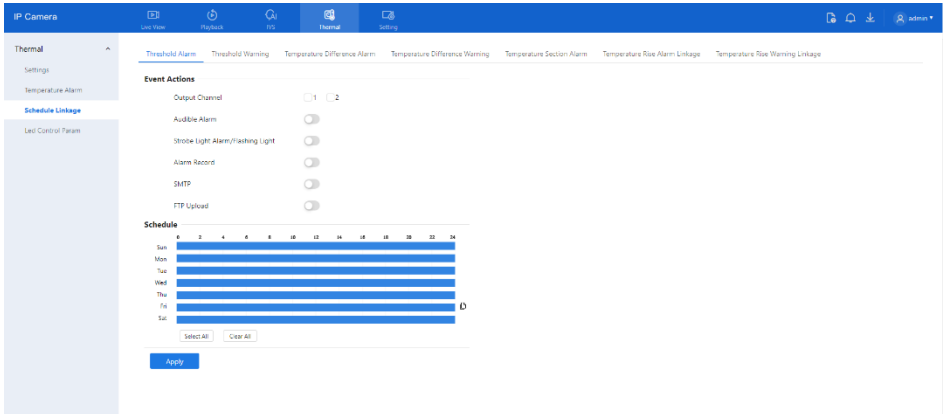 IP Camera
Live View Playback IVS Thermal Setting admin
Thermal
Settings
Temperature Alarm
Schedule Linkage
Led Control Param
Threshold Alarm Threshold Warning Temperature Difference Alarm Temperature Difference Warning Temperature Section Alarm Temperature Rise Alarm Linkage Temperature Rise Warning Linkage
Event Actions
Output Channel 1 2
Audible Alarm
Strobe Light Alarm/Flashing Light
Alarm Record
SMTP
FTP Upload
Schedule
0 2 4 6 8 10 12 14 16 18 20 22 24
Sun
Mon
Tue
Wed
Thu
Fri
Sat
Select All Clear All
Apply